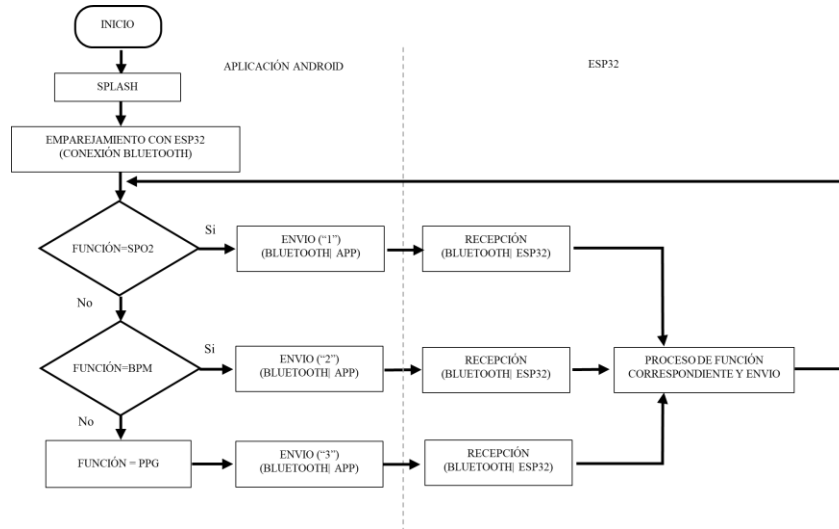 INICIO
APLICACIÓN ANDROID
ESP32
SPLASH
EMPAREJAMIENTO CON ESP32
(CONEXIÓN BLUETOOTH)
FUNCIÓN=SPO2
Si
ENVIO (“1”)
(BLUETOOTH| APP)
RECEPCIÓN
(BLUETOOTH| ESP32)
No
FUNCIÓN=BPM
Si
ENVIO (“2”)
(BLUETOOTH| APP)
RECEPCIÓN
(BLUETOOTH| ESP32)
PROCESO DE FUNCIÓN
CORRESPONDIENTE Y ENVIO
No
FUNCIÓN = PPG
ENVIO (“3”)
(BLUETOOTH| APP)
RECEPCIÓN
(BLUETOOTH| ESP32)